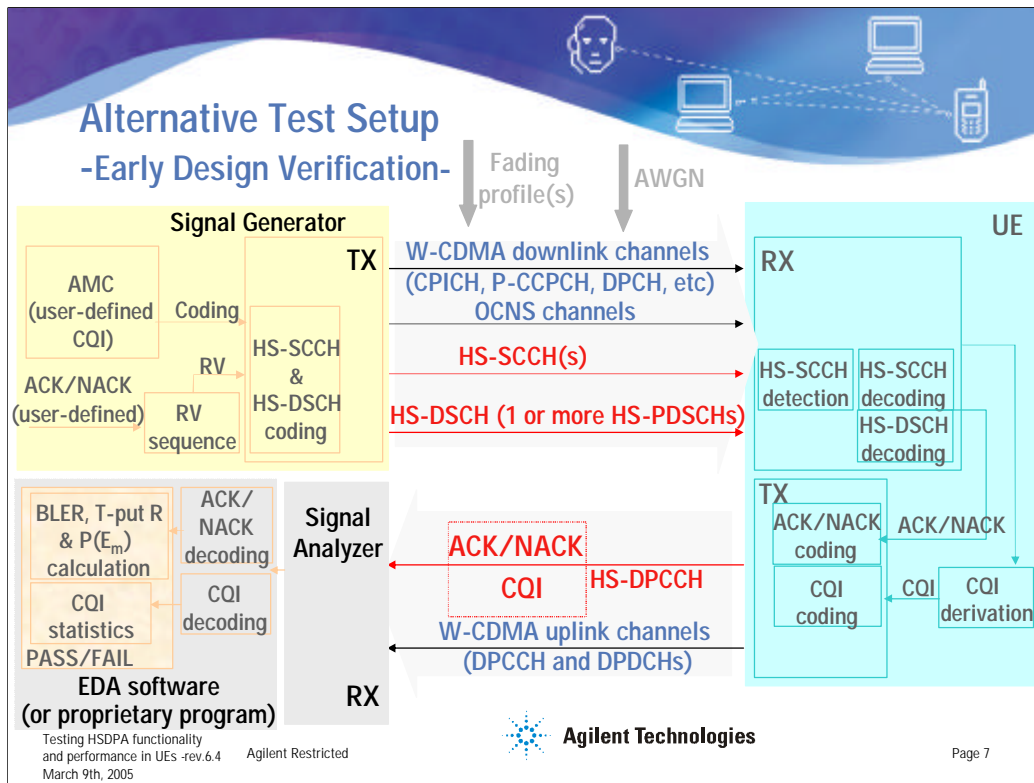 Alternative Test Setup
-Early Design Verification-
Fading
profile(s)
AWGN
Signal Generator
TX
AMC
(user-defined
CQI)
Coding
ACK/NACK
(user-defined)
RV
RV
sequence
HS-SCCH
&
HS-DSCH
coding
W-CDMA downlink channels
(CPICH, P-CCPCH, DPCH, etc)
OCNS channels
HS-SCCH(s)
HS-DSCH (1 or more HS-PDSCHs)
UE
RX
HS-SCCH
detection
HS-SCCH
decoding
HS-DSCH
decoding
BLER, T-put R
& P(Em)
calculation
CQI
statistics
PASS/FAIL
ACK/
NACK
decoding
CQI
decoding
EDA software
(or proprietary program)
Signal
Analyzer
RX
ACK/NACK
CQI
HS-DPCCH
W-CDMA uplink channels
(DPCCH and DPDCHs)
TX
ACK/NACK
coding
CQI
coding
ACK/NACK
CQI
CQI
derivation
Testing HSDPA functionality
and performance in UEs -rev.6.4
March 9th, 2005
Agilent Restricted
Agilent Technologies
Page 7